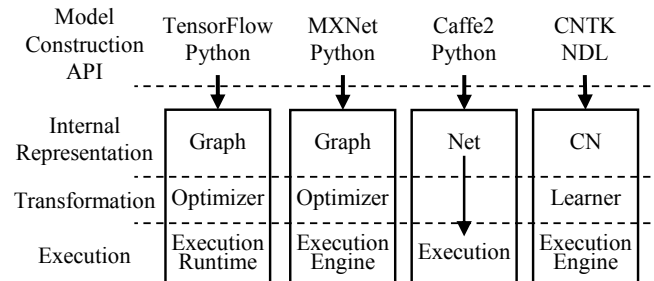 Model
Construction
API
TensorFlow
Python
MXNet
Python
Caffe2
Python
CNTK
NDL
Internal
Representation
Graph
Graph
Net
CN
Transformation
Optimizer
Optimizer
Learner
Execution
Execution
Runtime
Execution
Engine
Execution
Execution
Engine